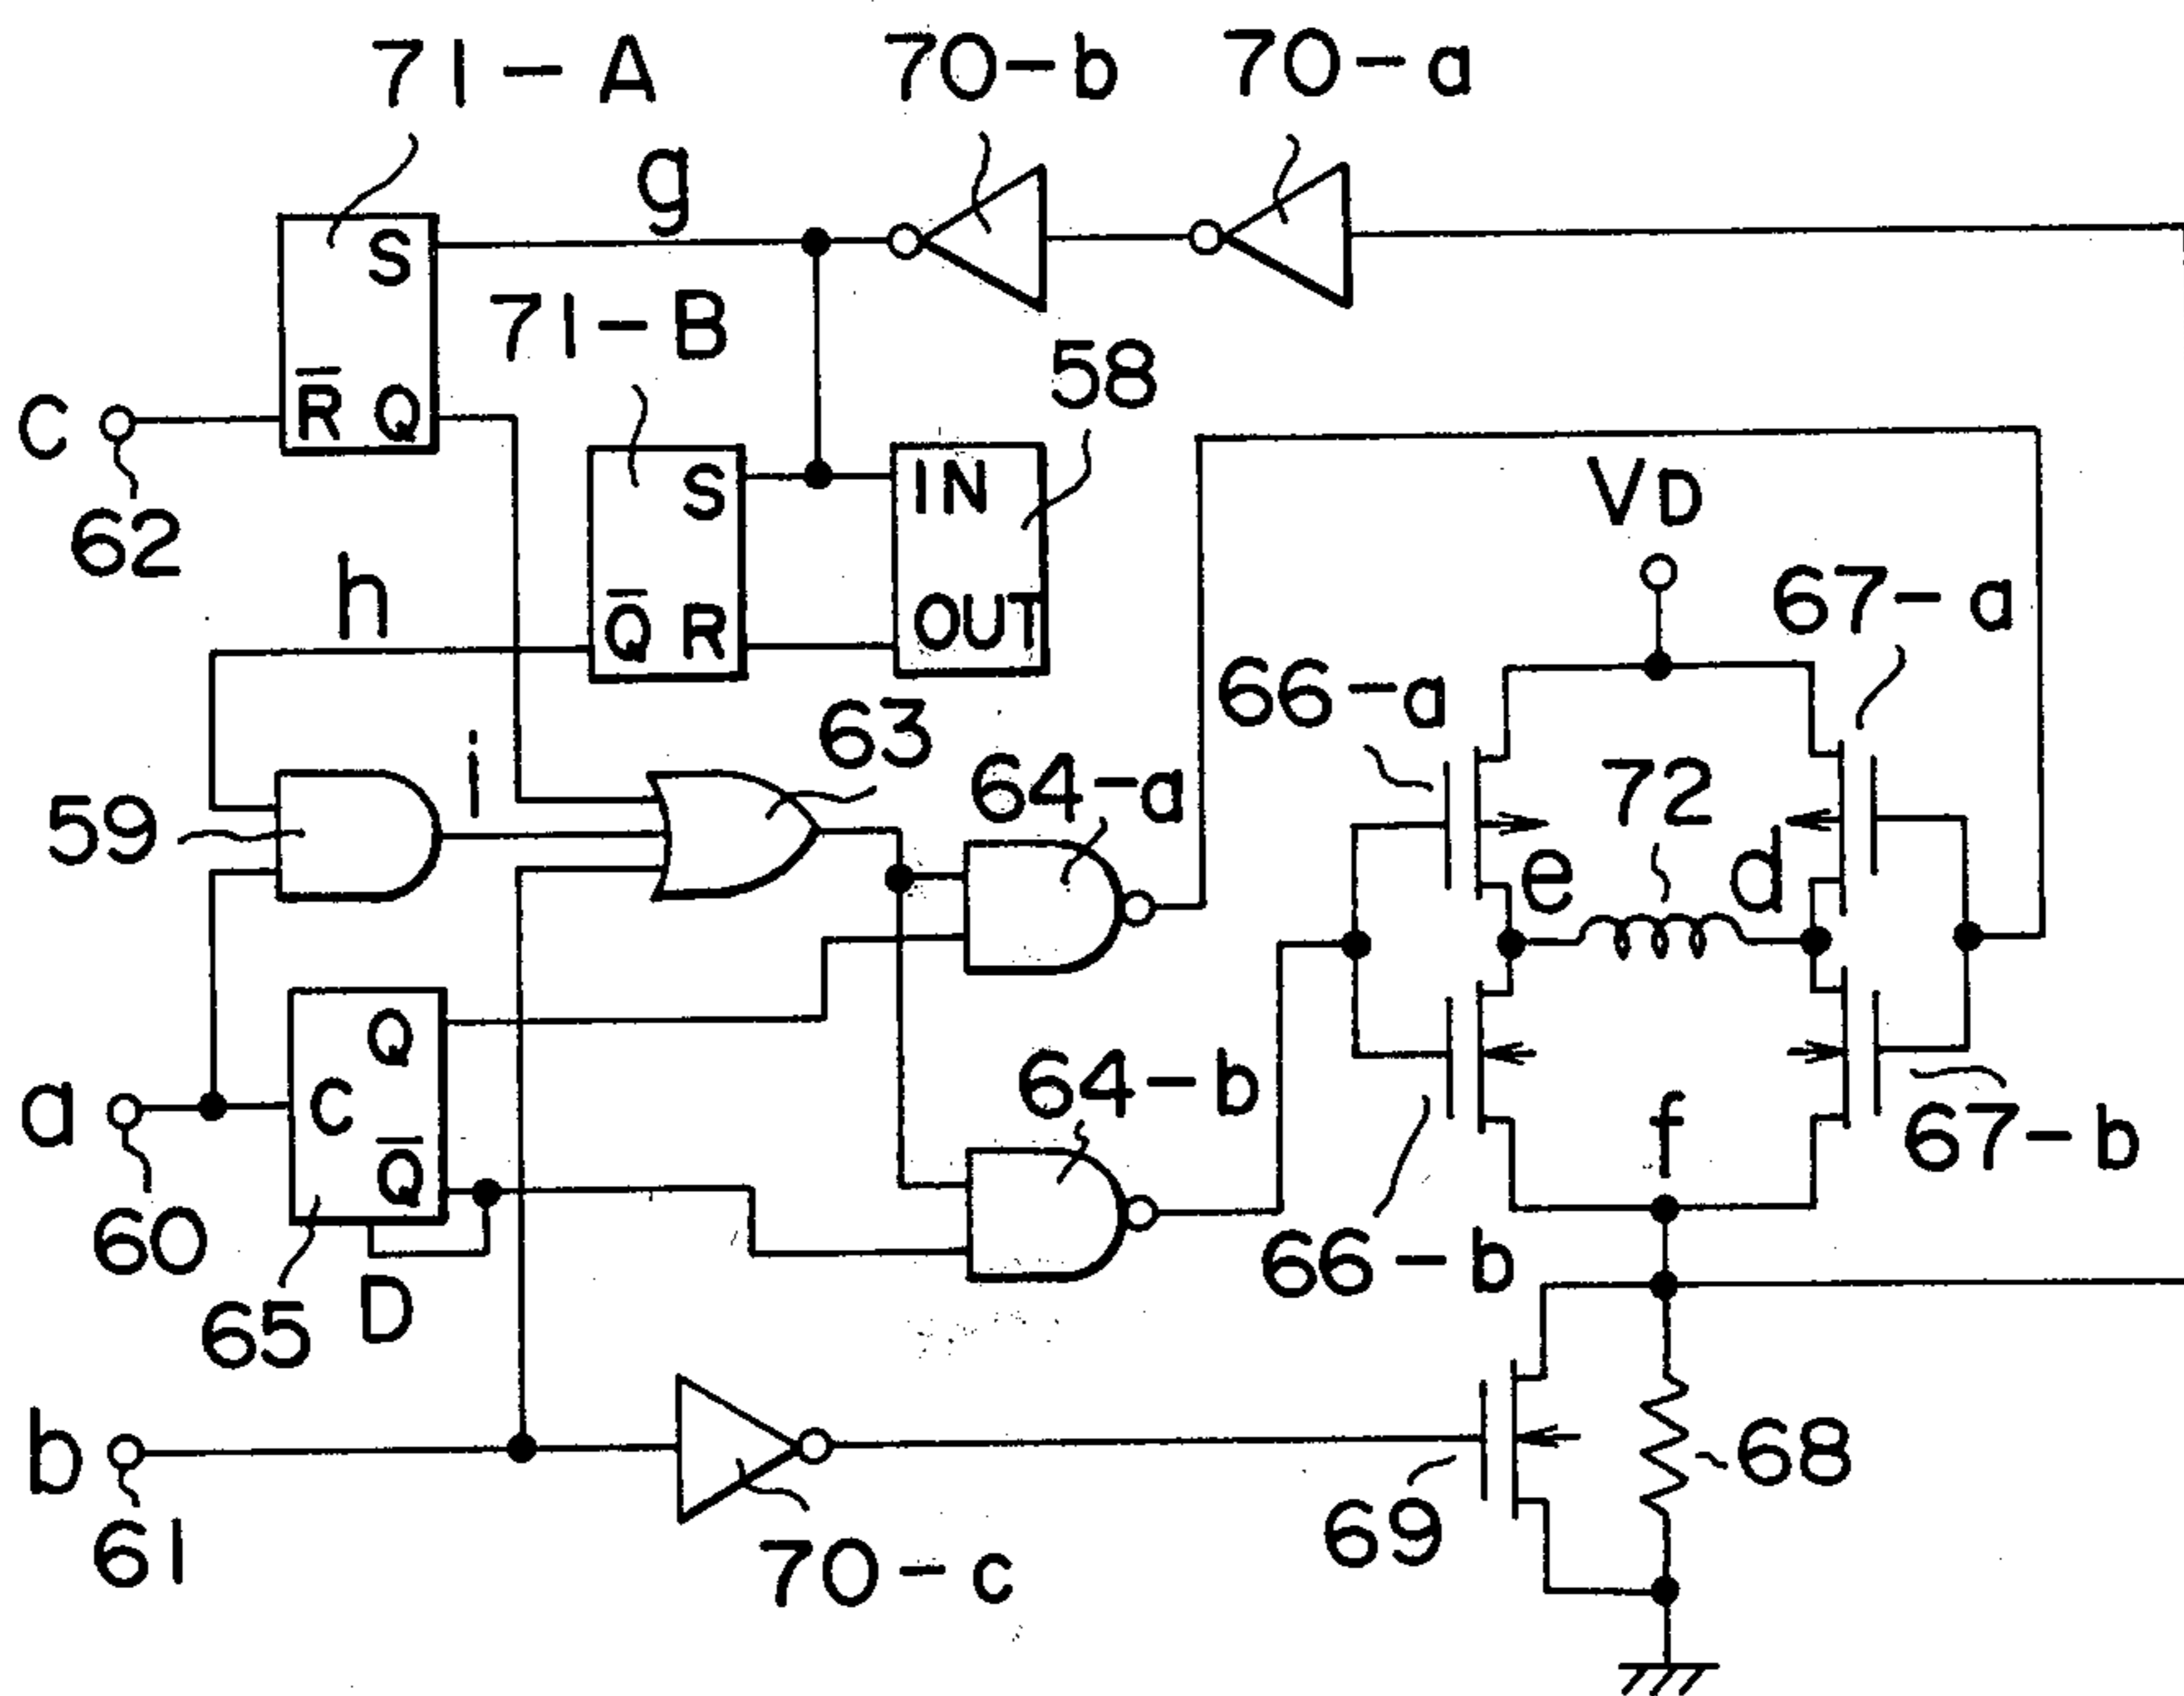 71-A
70-b
70-a
g
S
71-B
58
C
R̅ Q
S
IN
VD
62
h
67-a
Q̅ R
OUT
66-a
63
i
64-a
72
59
e
d
Q
64-b
a
C
f
67-b
Q̅
60
66-b
65
D
b
69
68
61
70-c